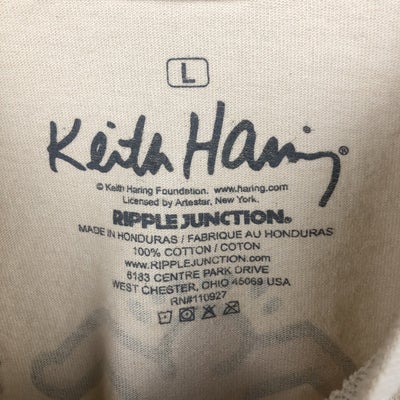 L
Keith Haring®
© Keith Haring Foundation. www.haring.com
Licensed by Artestar, New York.
RIPPLE JUNCTION®
MADE IN HONDURAS / FABRIQUE AU HONDURAS
100% COTTON / COTON
WWW.RIPPLEJUNCTION.COM
6183 CENTRE PARK DRIVE
WEST CHESTER, OHIO 45069 USA
RN#110927